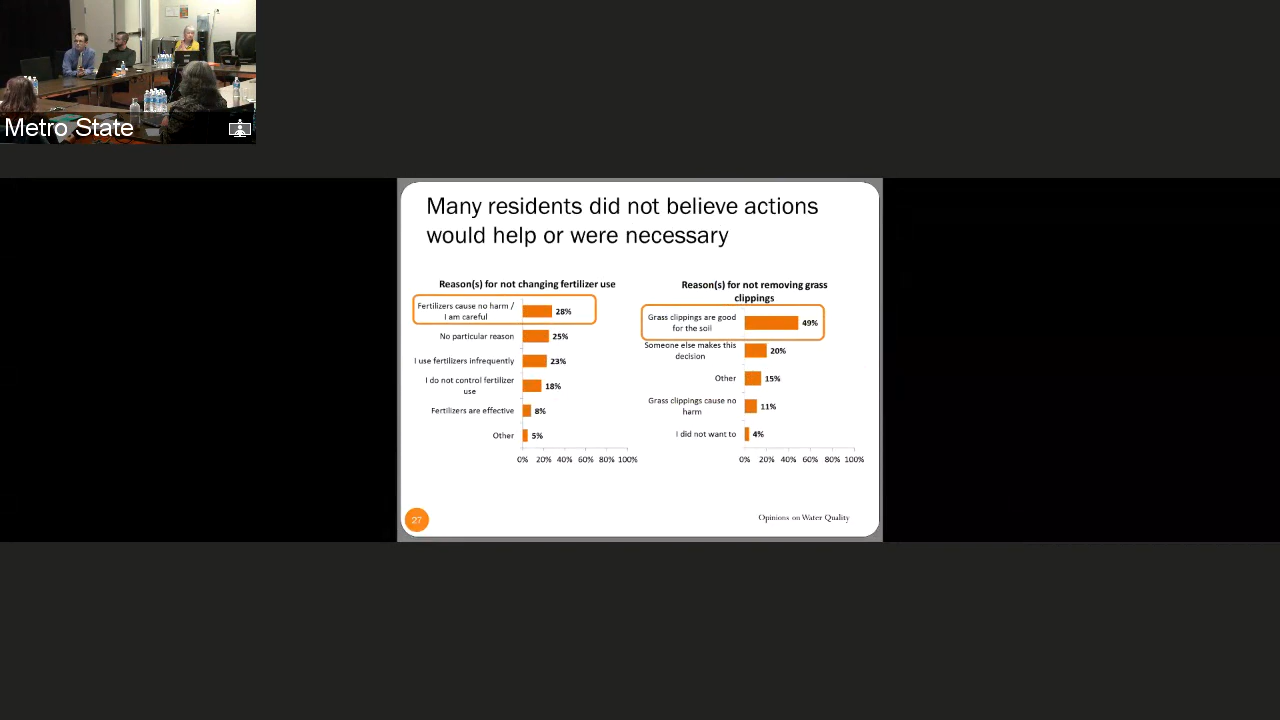 Metro State
Many residents did not believe actions
would help or were necessary
Reason(s) for not changing fertilizer use
Fertilizers cause no harm /
I am careful
28%
No particular reason
25%
I use fertilizers infrequently
23%
I do not control fertilizer
use
18%
Fertilizers are effective
8%
Other
5%
0% 20% 40% 60% 80% 100%
Reason(s) for not removing grass
clippings
Grass clippings are good
for the soil
49%
Someone else makes this
decision
20%
Other
15%
Grass clippings cause no
harm
11%
I did not want to
4%
0% 20% 40% 60% 80% 100%
27
Opinions on Water Quality